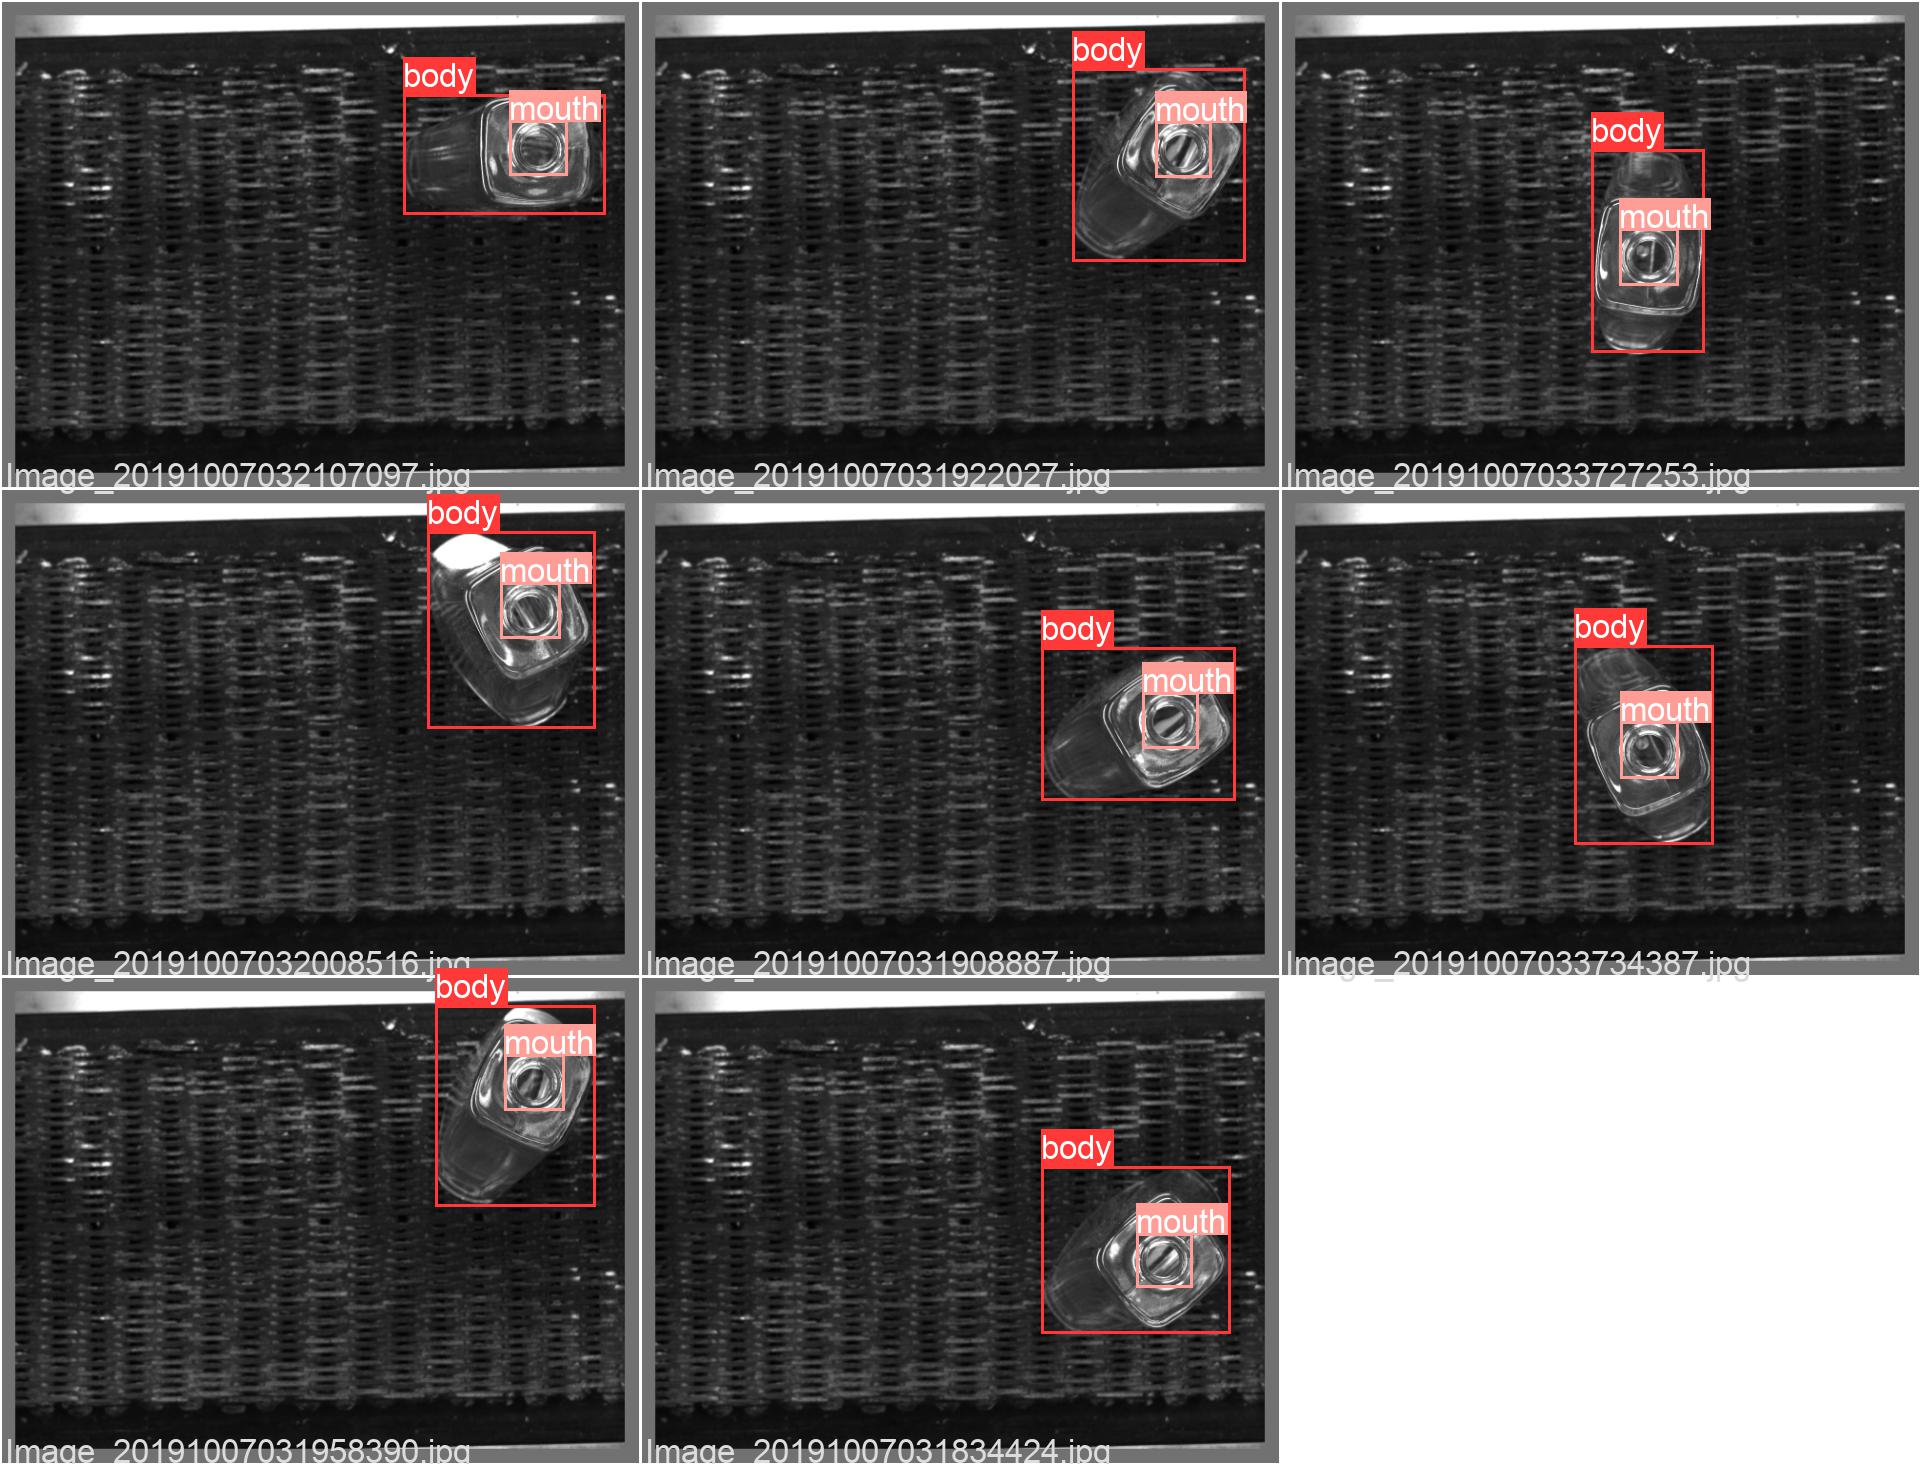 body
mouth
Image_20191007032107097.jpg
body
mouth
Image_20191007031922027.jpg
body
mouth
Image_20191007033727253.jpg
body
mouth
Image_20191007032008516.jpg
body
mouth
Image_20191007031908887.jpg
body
mouth
Image_20191007033734387.jpg
body
mouth
Image_20191007031958390.jpg
body
mouth
Image_20191007031834424.jpg